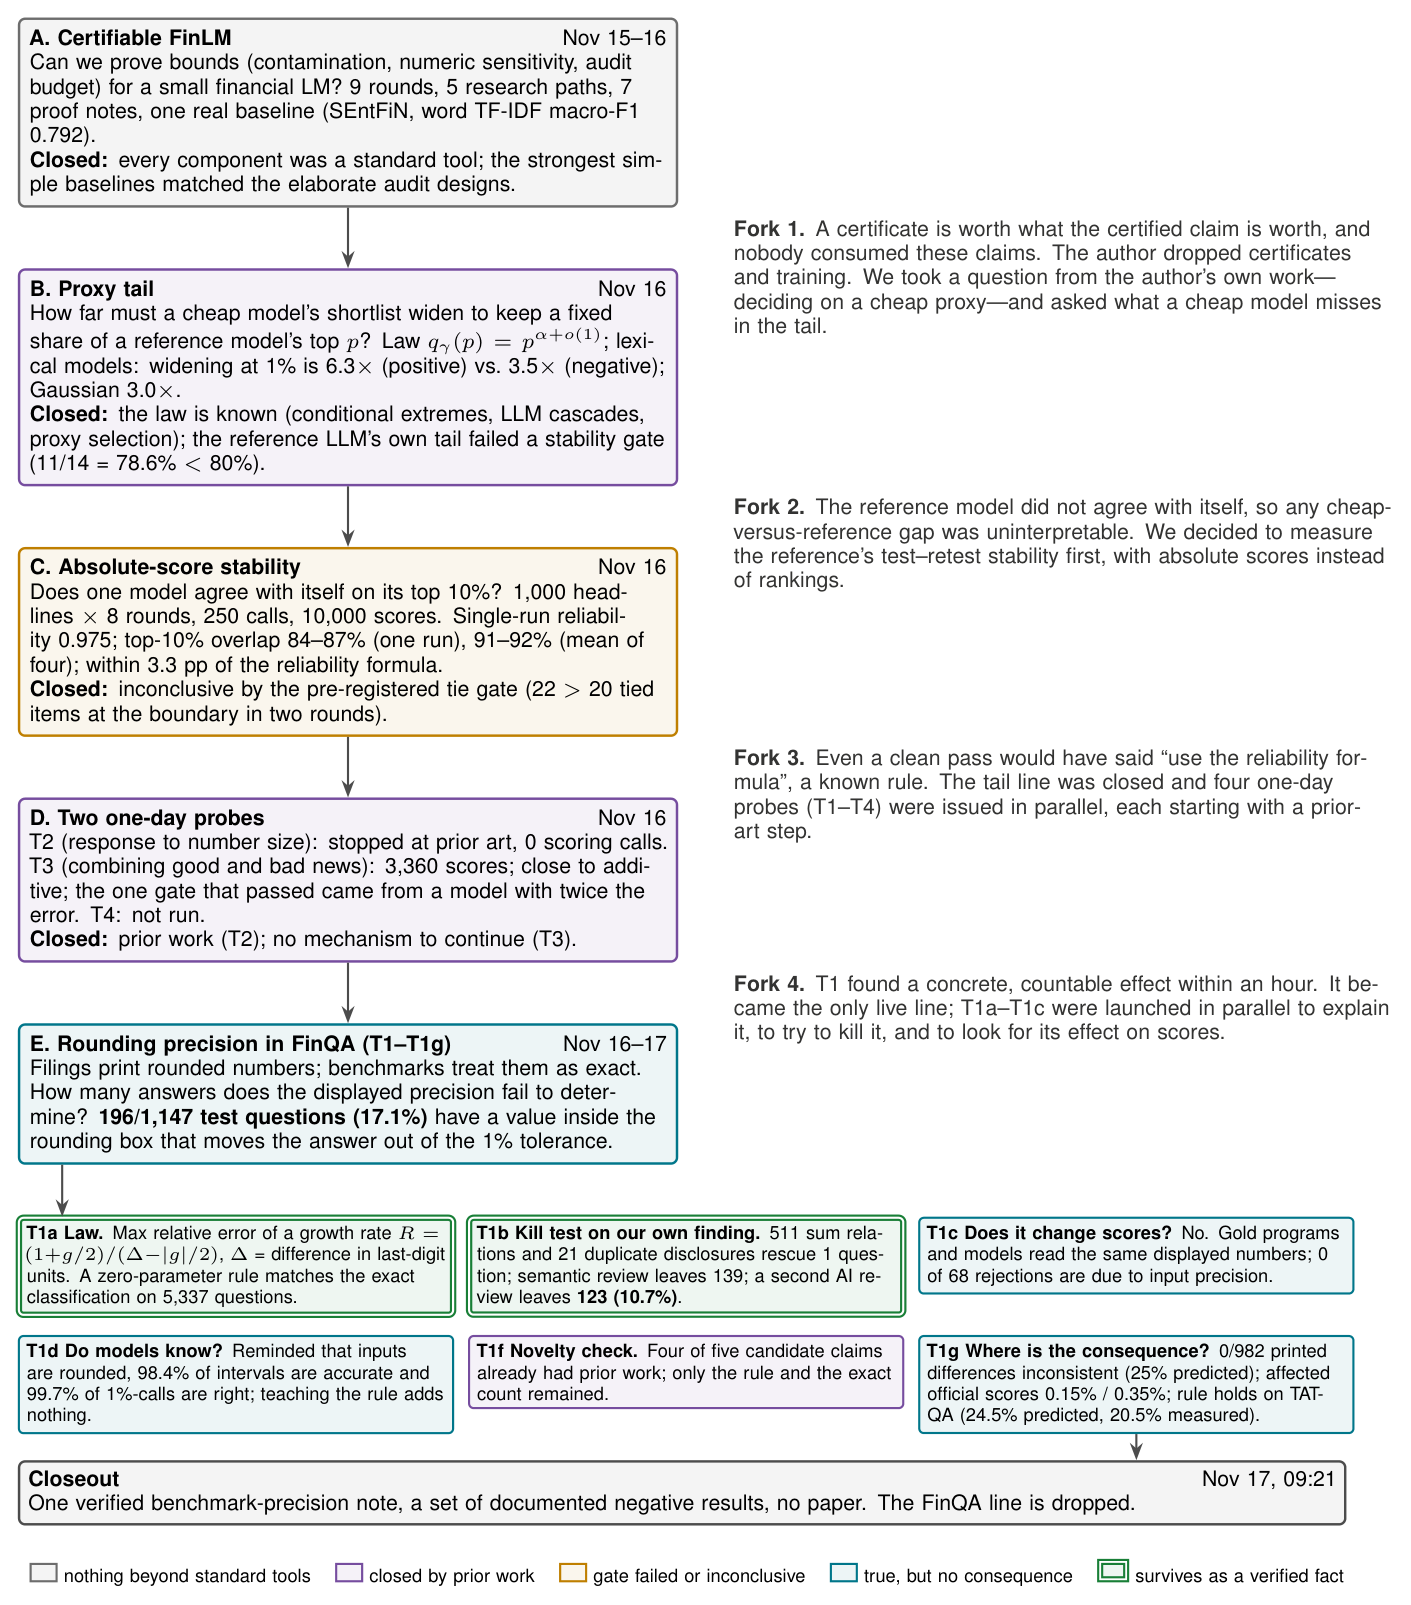 A. Certifiable FinLM Nov 15–16
Can we prove bounds (contamination, numeric sensitivity, audit
budget) for a small financial LM? 9 rounds, 5 research paths, 7
proof notes, one real baseline (SEntFiN, word TF-IDF macro-F1
0.792).
Closed: every component was a standard tool; the strongest sim-
ple baselines matched the elaborate audit designs.
Fork 1. A certificate is worth what the certified claim is worth, and
nobody consumed these claims. The author dropped certificates
and training. We took a question from the author's own work—
deciding on a cheap proxy—and asked what a cheap model misses
in the tail.
B. Proxy tail Nov 16
How far must a cheap model's shortlist widen to keep a fixed
share of a reference model's top p? Law q_γ(p) = p^{α+o(1)}; lexi-
cal models: widening at 1% is 6.3× (positive) vs. 3.5× (negative);
Gaussian 3.0×.
Closed: the law is known (conditional extremes, LLM cascades,
proxy selection); the reference LLM's own tail failed a stability gate
(11/14 = 78.6% < 80%).
Fork 2. The reference model did not agree with itself, so any cheap-
versus-reference gap was uninterpretable. We decided to measure
the reference's test–retest stability first, with absolute scores instead
of rankings.
C. Absolute-score stability Nov 16
Does one model agree with itself on its top 10%? 1,000 head-
lines × 8 rounds, 250 calls, 10,000 scores. Single-run reliabil-
ity 0.975; top-10% overlap 84–87% (one run), 91–92% (mean of
four); within 3.3 pp of the reliability formula.
Closed: inconclusive by the pre-registered tie gate (22 > 20 tied
items at the boundary in two rounds).
Fork 3. Even a clean pass would have said “use the reliability for-
mula”, a known rule. The tail line was closed and four one-day
probes (T1–T4) were issued in parallel, each starting with a prior-
art step.
D. Two one-day probes Nov 16
T2 (response to number size): stopped at prior art, 0 scoring calls.
T3 (combining good and bad news): 3,360 scores; close to addi-
tive; the one gate that passed came from a model with twice the
error. T4: not run.
Closed: prior work (T2); no mechanism to continue (T3).
Fork 4. T1 found a concrete, countable effect within an hour. It be-
came the only live line; T1a–T1c were launched in parallel to explain
it, to try to kill it, and to look for its effect on scores.
E. Rounding precision in FinQA (T1–T1g) Nov 16–17
Filings print rounded numbers; benchmarks treat them as exact.
How many answers does the displayed precision fail to deter-
mine? 196/1,147 test questions (17.1%) have a value inside the
rounding box that moves the answer out of the 1% tolerance.
T1a Law. Max relative error of a growth rate R =
(1+g/2)/(Δ−|g|/2), Δ = difference in last-digit
units. A zero-parameter rule matches the exact
classification on 5,337 questions.
T1b Kill test on our own finding. 511 sum rela-
tions and 21 duplicate disclosures rescue 1 ques-
tion; semantic review leaves 139; a second AI re-
view leaves 123 (10.7%).
T1c Does it change scores? No. Gold programs
and models read the same displayed numbers; 0
of 68 rejections are due to input precision.
T1d Do models know? Reminded that inputs
are rounded, 98.4% of intervals are accurate and
99.7% of 1%-calls are right; teaching the rule adds
nothing.
T1f Novelty check. Four of five candidate claims
already had prior work; only the rule and the exact
count remained.
T1g Where is the consequence? 0/982 printed
differences inconsistent (25% predicted); affected
official scores 0.15% / 0.35%; rule holds on TAT-
QA (24.5% predicted, 20.5% measured).
Closeout Nov 17, 09:21
One verified benchmark-precision note, a set of documented negative results, no paper. The FinQA line is dropped.
nothing beyond standard tools closed by prior work gate failed or inconclusive true, but no consequence survives as a verified fact